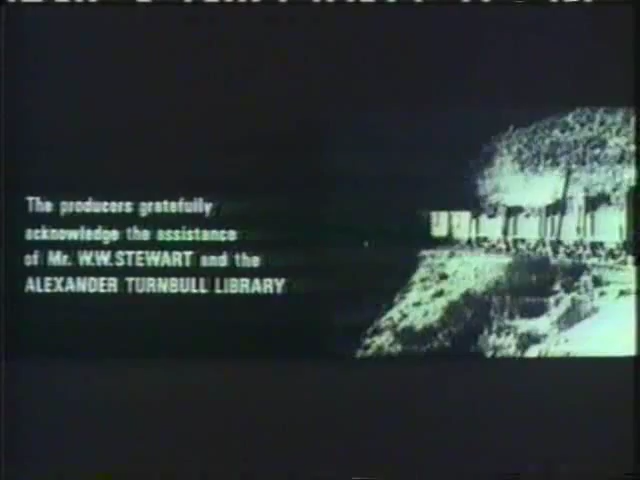 The producers gratefully
acknowledge the assistance
of Mr. W.W.STEWART and the
ALEXANDER TURNBULL LIBRARY